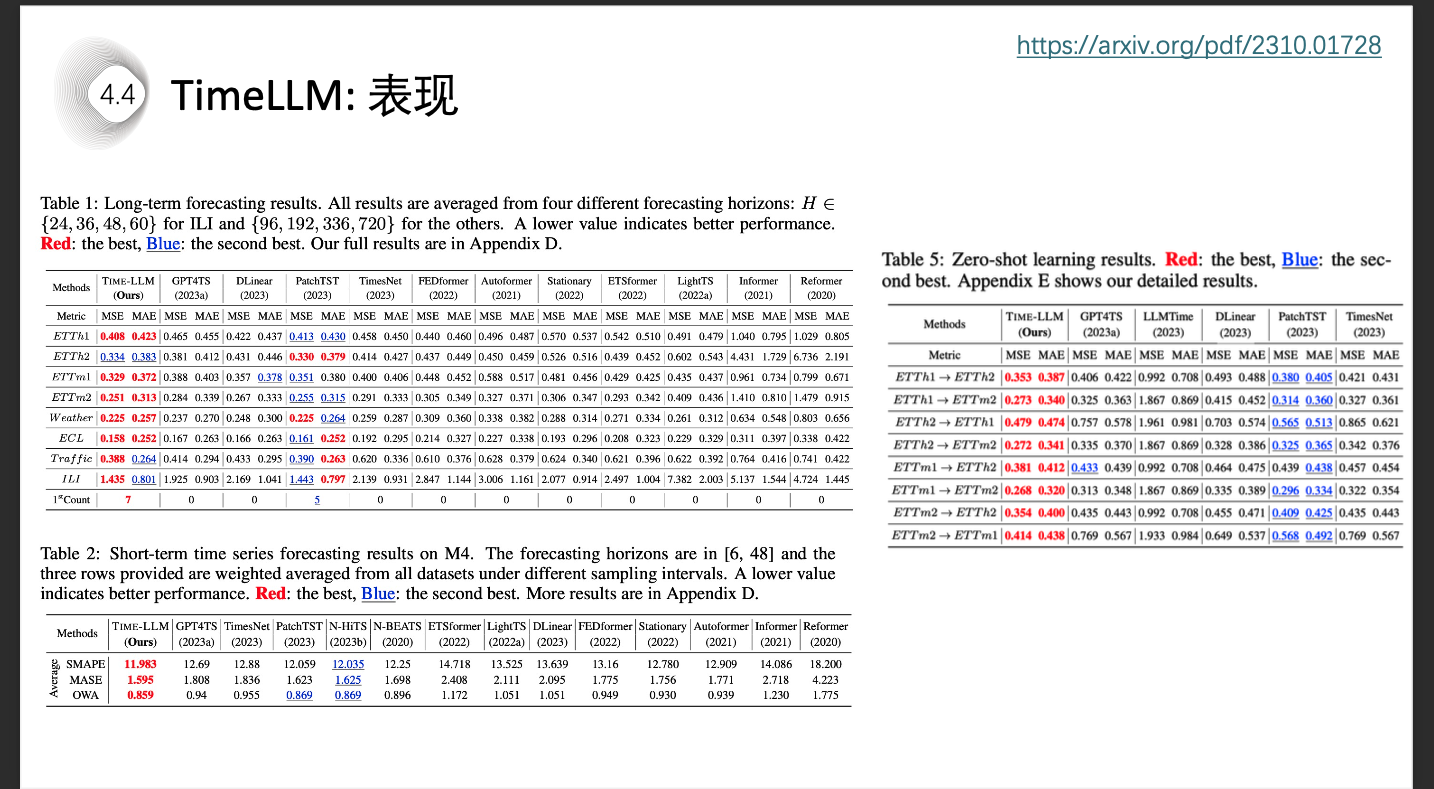 https://arxiv.org/pdf/2310.01728
4.4
TimeLLM: 表现
Table 1: Long-term forecasting results. All results are averaged from four different forecasting horizons: H ∈
{24, 36, 48, 60} for ILI and {96, 192, 336, 720} for the others. A lower value indicates better performance.
Red: the best, Blue: the second best. Our full results are in Appendix D.
Methods TIME-LLM GPT4TS DLinear PatchTST TimesNet FEDformer Autoformer Stationary ETSformer LightTS Informer Reformer
(Ours) (2023a) (2023) (2023) (2023) (2022) (2021) (2022) (2022) (2022a) (2021) (2020)
Metric MSE MAE MSE MAE MSE MAE MSE MAE MSE MAE MSE MAE MSE MAE MSE MAE MSE MAE MSE MAE MSE MAE MSE MAE
ETTh1 0.408 0.423 0.465 0.455 0.422 0.437 0.413 0.430 0.458 0.450 0.440 0.460 0.496 0.487 0.570 0.537 0.542 0.510 0.491 0.479 1.040 0.795 1.029 0.805
ETTh2 0.334 0.383 0.381 0.412 0.431 0.446 0.330 0.379 0.414 0.427 0.437 0.449 0.450 0.459 0.526 0.516 0.439 0.452 0.602 0.543 4.431 1.729 6.736 2.191
ETTm1 0.329 0.372 0.388 0.403 0.357 0.378 0.351 0.380 0.400 0.406 0.448 0.452 0.588 0.517 0.481 0.456 0.429 0.425 0.435 0.437 0.961 0.734 0.799 0.671
ETTm2 0.251 0.313 0.284 0.339 0.267 0.333 0.255 0.315 0.291 0.333 0.305 0.349 0.327 0.371 0.306 0.347 0.293 0.342 0.409 0.436 1.410 0.810 1.479 0.915
Weather 0.225 0.257 0.237 0.270 0.248 0.300 0.225 0.264 0.259 0.287 0.309 0.360 0.338 0.382 0.288 0.314 0.271 0.334 0.261 0.312 0.634 0.548 0.803 0.656
ECL 0.158 0.252 0.167 0.263 0.166 0.263 0.161 0.252 0.192 0.295 0.214 0.327 0.227 0.338 0.193 0.296 0.208 0.323 0.229 0.329 0.311 0.397 0.338 0.422
Traffic 0.388 0.264 0.414 0.294 0.433 0.295 0.390 0.263 0.620 0.336 0.610 0.376 0.628 0.379 0.624 0.340 0.621 0.396 0.622 0.392 0.764 0.416 0.741 0.422
ILI 1.435 0.801 1.925 0.903 2.169 1.041 1.443 0.797 2.139 0.931 2.847 1.144 3.006 1.161 2.077 0.914 2.497 1.004 7.382 2.003 5.137 1.544 4.724 1.445
1st Count 7 0 0 5 0 0 0 0 0 0 0 0
Table 2: Short-term time series forecasting results on M4. The forecasting horizons are in [6, 48] and the
three rows provided are weighted averaged from all datasets under different sampling intervals. A lower value
indicates better performance. Red: the best, Blue: the second best. More results are in Appendix D.
Methods TIME-LLM GPT4TS TimesNet PatchTST N-HiTS N-BEATS ETSformer LightTS DLinear FEDformer Stationary Autoformer Informer Reformer
(Ours) (2023a) (2023) (2023) (2023b) (2020) (2022) (2022a) (2023) (2022) (2022) (2021) (2021) (2020)
Average
SMAPE 11.983 12.69 12.88 12.059 12.035 12.25 14.718 13.525 13.639 13.16 12.780 12.909 14.086 18.200
MASE 1.595 1.808 1.836 1.623 1.625 1.698 2.408 2.111 2.095 1.775 1.756 1.771 2.718 4.223
OWA 0.859 0.94 0.955 0.869 0.869 0.896 1.172 1.051 1.051 0.949 0.930 0.939 1.230 1.775
Table 5: Zero-shot learning results. Red: the best, Blue: the sec-
ond best. Appendix E shows our detailed results.
Methods TIME-LLM GPT4TS LLMTime DLinear PatchTST TimesNet
(Ours) (2023a) (2023) (2023) (2023) (2023)
Metric MSE MAE MSE MAE MSE MAE MSE MAE MSE MAE MSE MAE
ETTh1 → ETTh2 0.353 0.387 0.406 0.422 0.992 0.708 0.493 0.488 0.380 0.405 0.421 0.431
ETTh1 → ETTm2 0.273 0.340 0.325 0.363 1.867 0.869 0.415 0.452 0.314 0.360 0.327 0.361
ETTh2 → ETTh1 0.479 0.474 0.757 0.578 1.961 0.981 0.703 0.574 0.565 0.513 0.865 0.621
ETTh2 → ETTm2 0.272 0.341 0.335 0.370 1.867 0.869 0.328 0.386 0.325 0.365 0.342 0.376
ETTm1 → ETTh2 0.381 0.412 0.433 0.439 0.992 0.708 0.464 0.475 0.439 0.438 0.457 0.454
ETTm1 → ETTm2 0.268 0.320 0.313 0.348 1.867 0.869 0.335 0.389 0.296 0.334 0.322 0.354
ETTm2 → ETTh2 0.354 0.400 0.435 0.443 0.992 0.708 0.455 0.471 0.409 0.425 0.435 0.443
ETTm2 → ETTm1 0.414 0.438 0.769 0.567 1.933 0.984 0.649 0.537 0.568 0.492 0.769 0.567